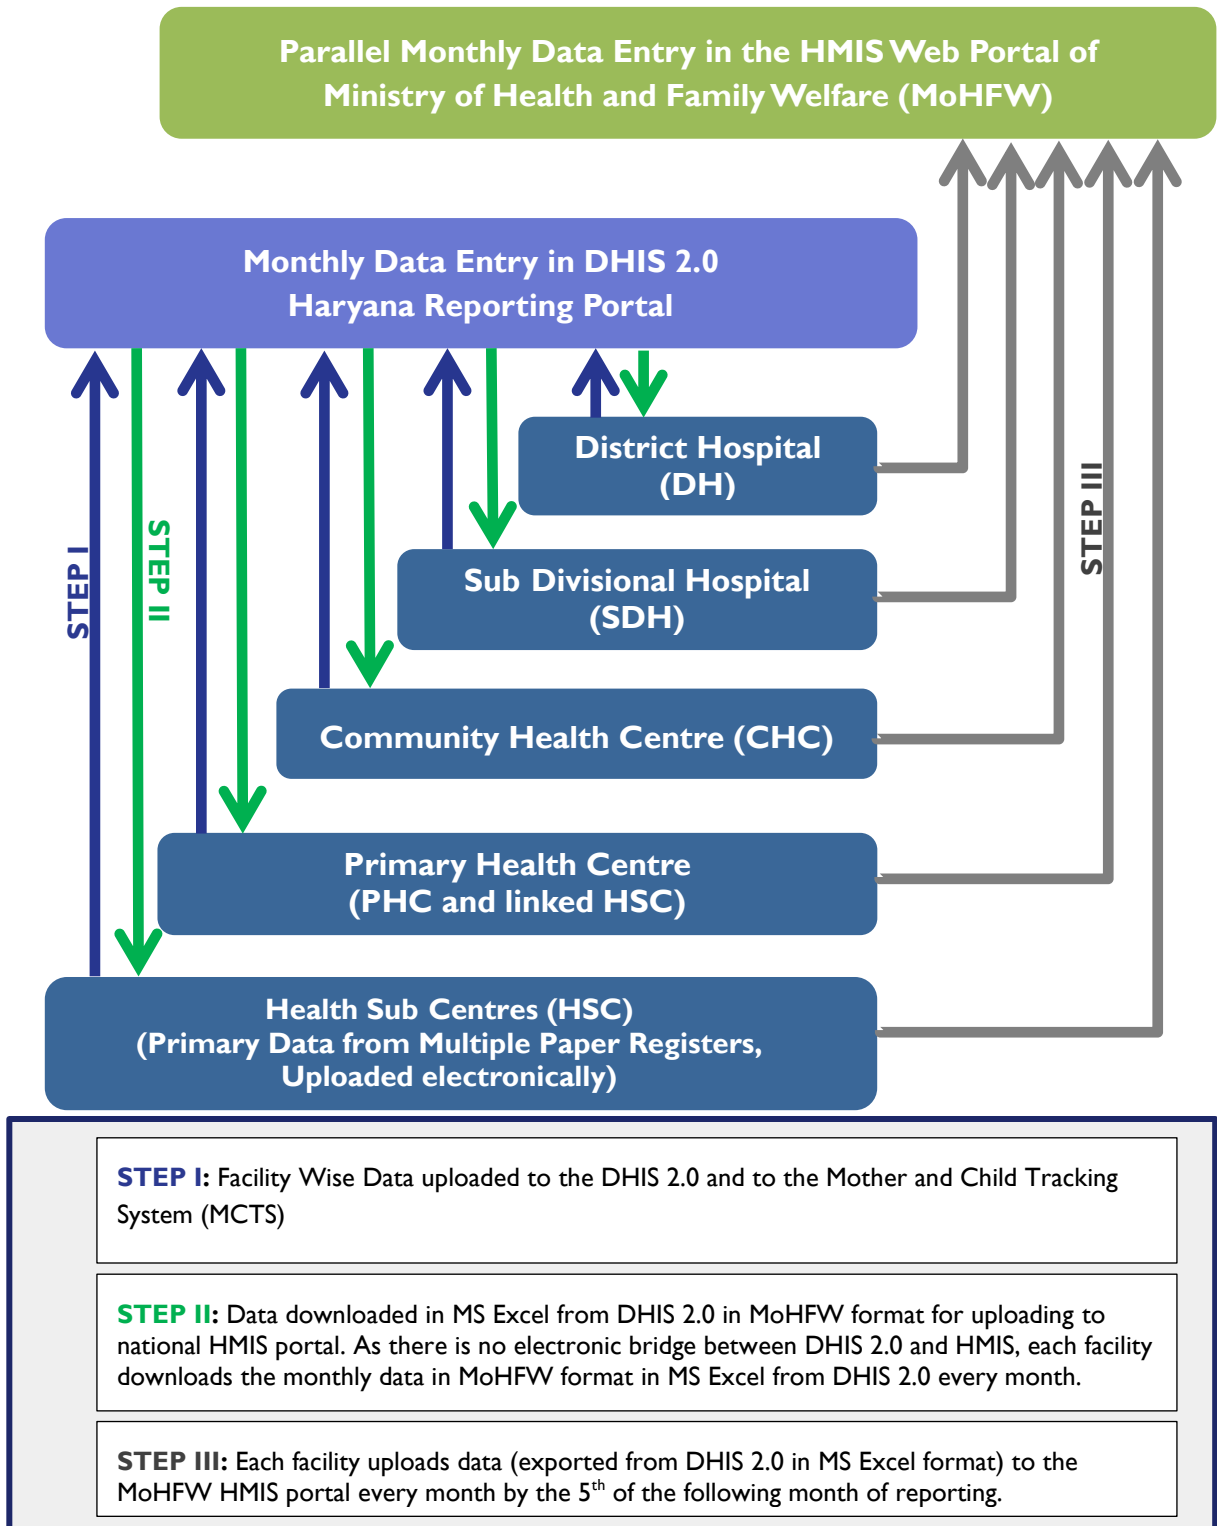 Parallel Monthly Data Entry in the HMIS Web Portal of
Ministry of Health and Family Welfare (MoHFW)
Monthly Data Entry in DHIS 2.0
Haryana Reporting Portal
District Hospital
(DH)
STEP I
STEP II
STEP III
Sub Divisional Hospital
(SDH)
Community Health Centre (CHC)
Primary Health Centre
(PHC and linked HSC)
Health Sub Centres (HSC)
(Primary Data from Multiple Paper Registers,
Uploaded electronically)
STEP I: Facility Wise Data uploaded to the DHIS 2.0 and to the Mother and Child Tracking
System (MCTS)
STEP II: Data downloaded in MS Excel from DHIS 2.0 in MoHFW format for uploading to
national HMIS portal. As there is no electronic bridge between DHIS 2.0 and HMIS, each facility
downloads the monthly data in MoHFW format in MS Excel from DHIS 2.0 every month.
STEP III: Each facility uploads data (exported from DHIS 2.0 in MS Excel format) to the
MoHFW HMIS portal every month by the 5th of the following month of reporting.